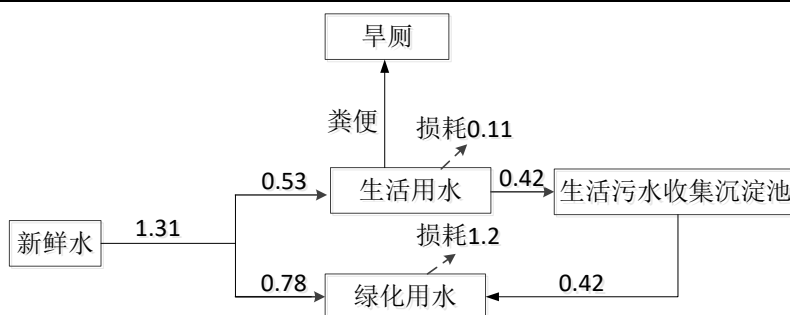 旱厕
粪便
损耗0.11
0.53
生活用水
0.42
生活污水收集沉淀池
新鲜水
1.31
损耗1.2
0.78
绿化用水
0.42